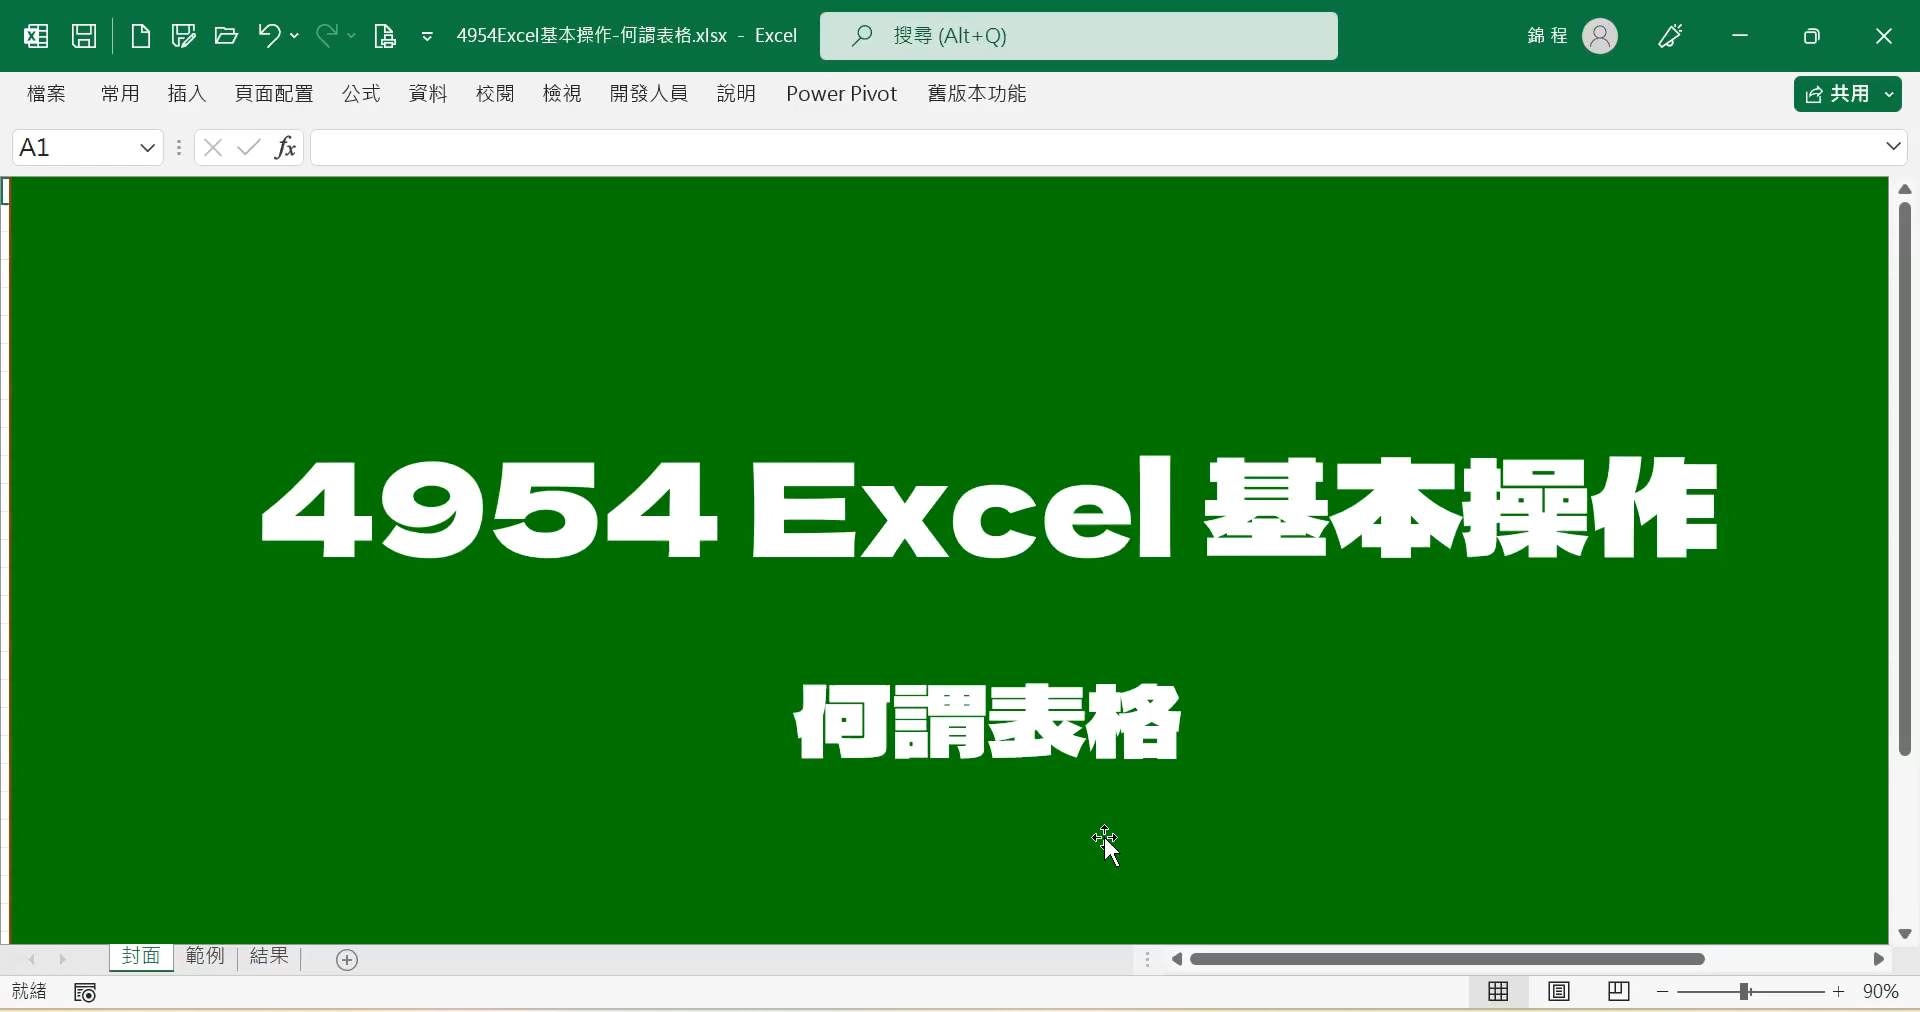 4954Excel基本操作-何謂表格.xlsx - Excel
搜尋 (Alt+Q)
錦 程
檔案 常用 插入 頁面配置 公式 資料 校閱 檢視 開發人員 說明 Power Pivot 舊版本功能
共用
A1
fx
4954 Excel 基本操作
何謂表格
封面 範例 結果
就緒
90%